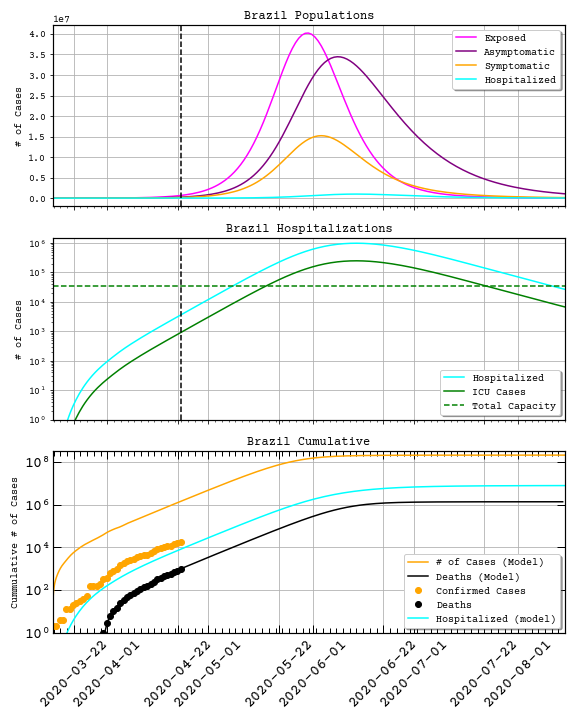 Brazil Populations
1e7
# of Cases
4.0
3.5
3.0
2.5
2.0
1.5
1.0
0.5
0.0
Exposed
Asymptomatic
Symptomatic
Hospitalized
Brazil Hospitalizations
# of Cases
10^6
10^5
10^4
10^3
10^2
10^1
10^0
Hospitalized
ICU Cases
Total Capacity
Brazil Cumulative
Cummulative # of Cases
10^8
10^6
10^4
10^2
10^0
# of Cases (Model)
Deaths (Model)
Confirmed Cases
Deaths
Hospitalized (model)
2020-03-22
2020-04-01
2020-04-22
2020-05-01
2020-05-22
2020-06-01
2020-06-22
2020-07-01
2020-07-22
2020-08-01